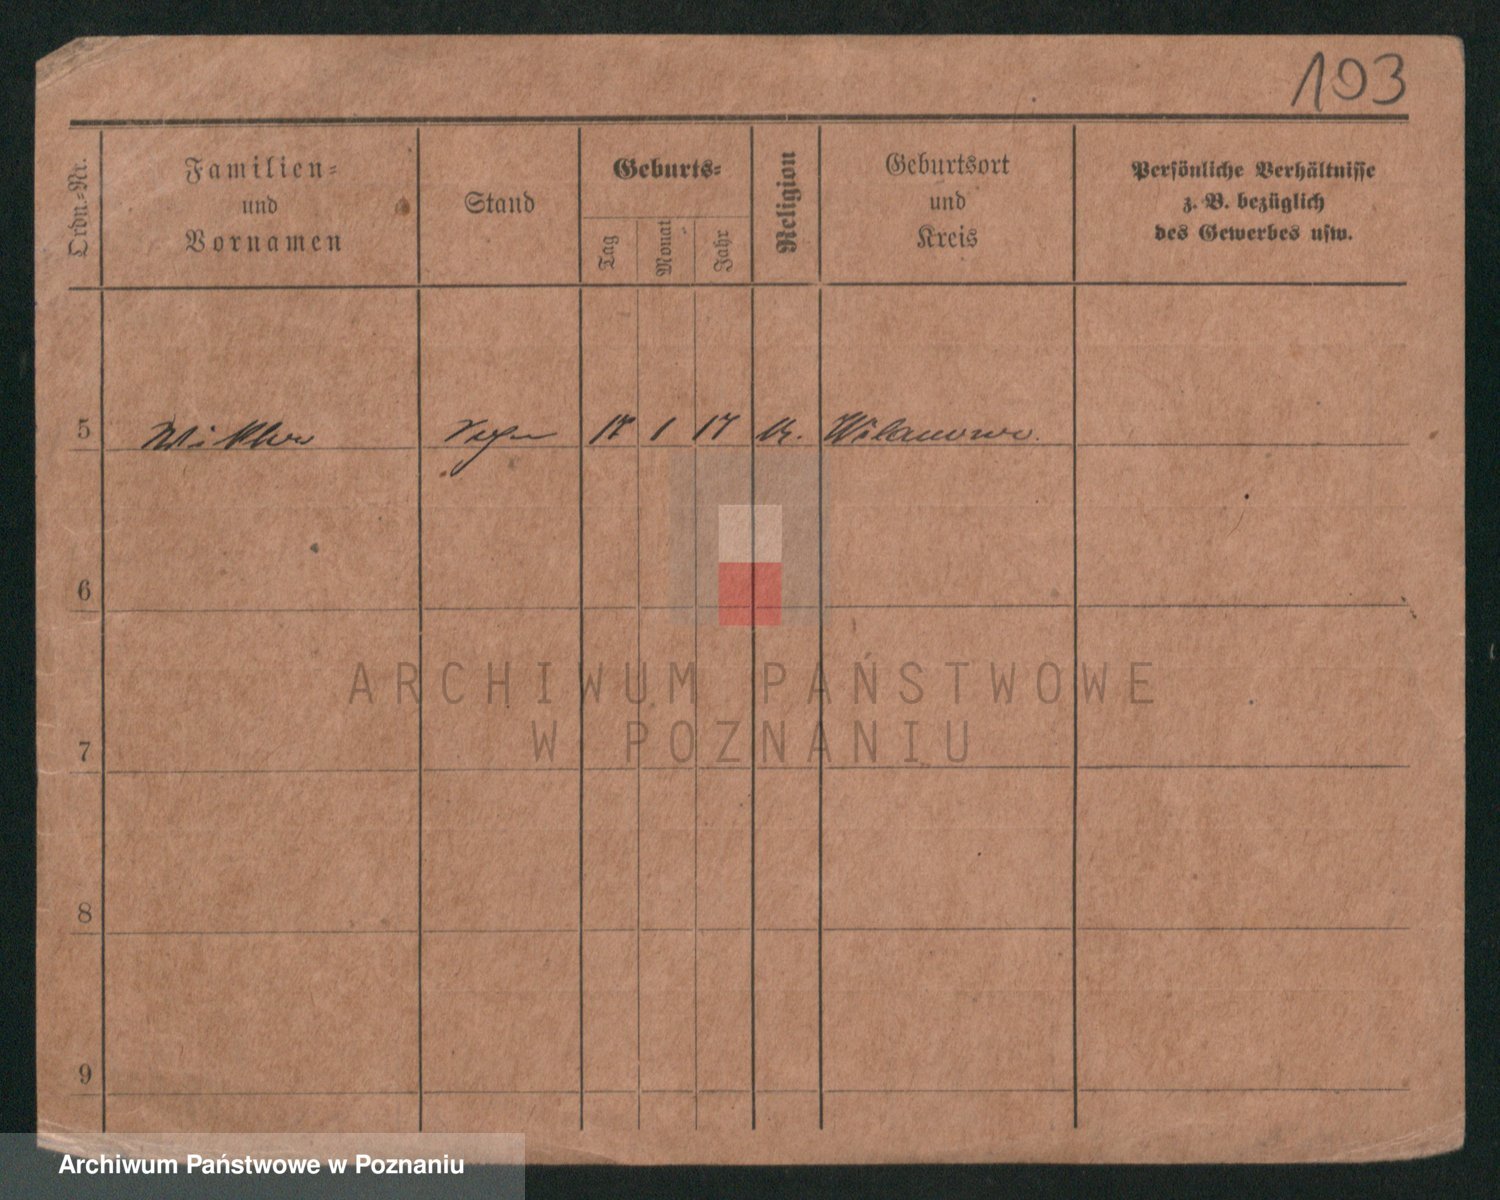 103
Ordn.-Nr.
Familien-
und
Vornamen
Stand
Geburts-
Tag
Monat
Jahr
Religion
Geburtsort
und
Kreis
Persönliche Verhältnisse
z. B. bezüglich
des Gewerbes usw.
5 1 17
6
ARCHIWUM PAŃSTWOWE
W POZNANIU
7
8
9
Archiwum Państwowe w Poznaniu